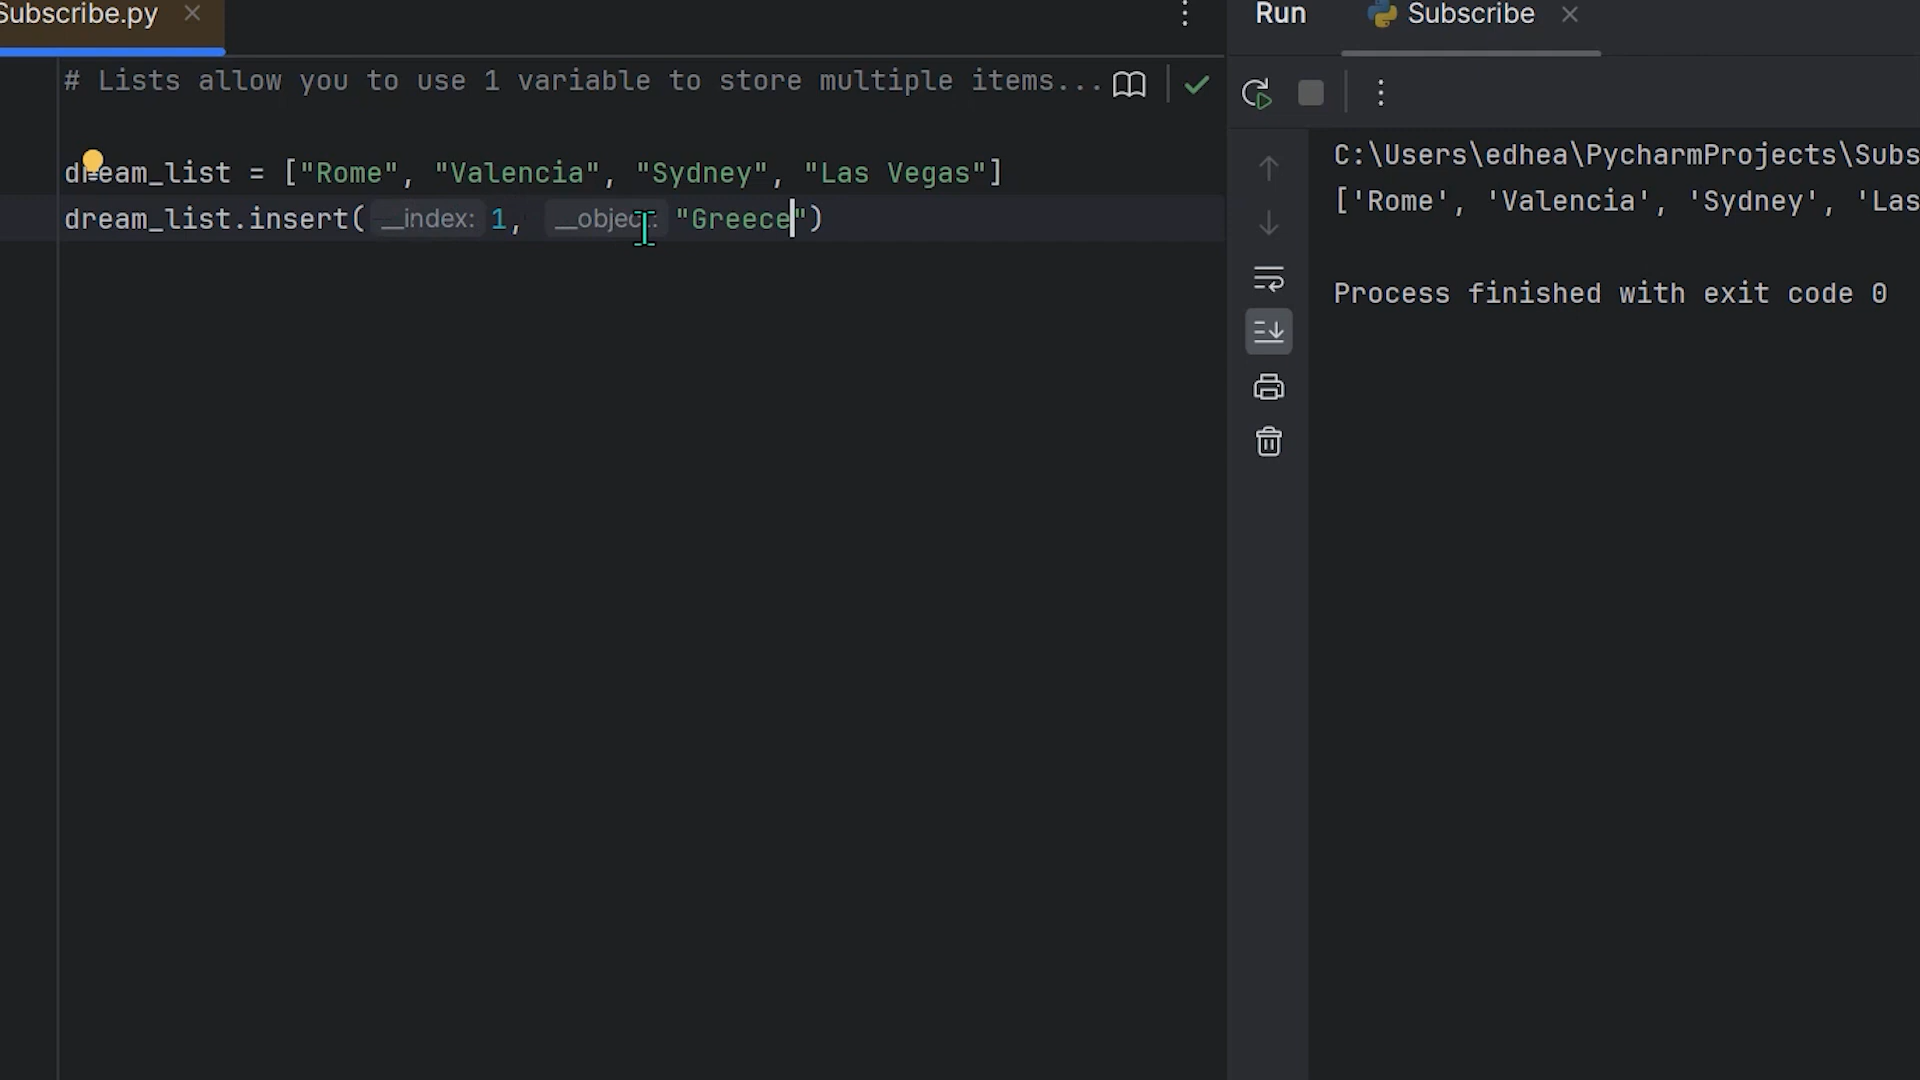 Subscribe.py
Run Subscribe
# Lists allow you to use 1 variable to store multiple items...
dream_list = ["Rome", "Valencia", "Sydney", "Las Vegas"]
dream_list.insert( __index: 1, __object: "Greece")
C:\Users\edhea\PycharmProjects\Subs
['Rome', 'Valencia', 'Sydney', 'Las
Process finished with exit code 0